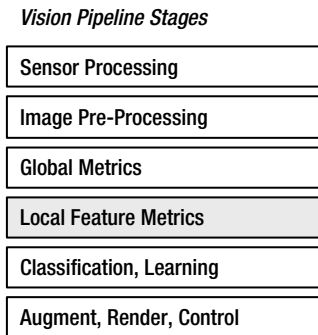 Vision Pipeline Stages
Sensor Processing
Image Pre-Processing
Global Metrics
Local Feature Metrics
Classification, Learning
Augment, Render, Control